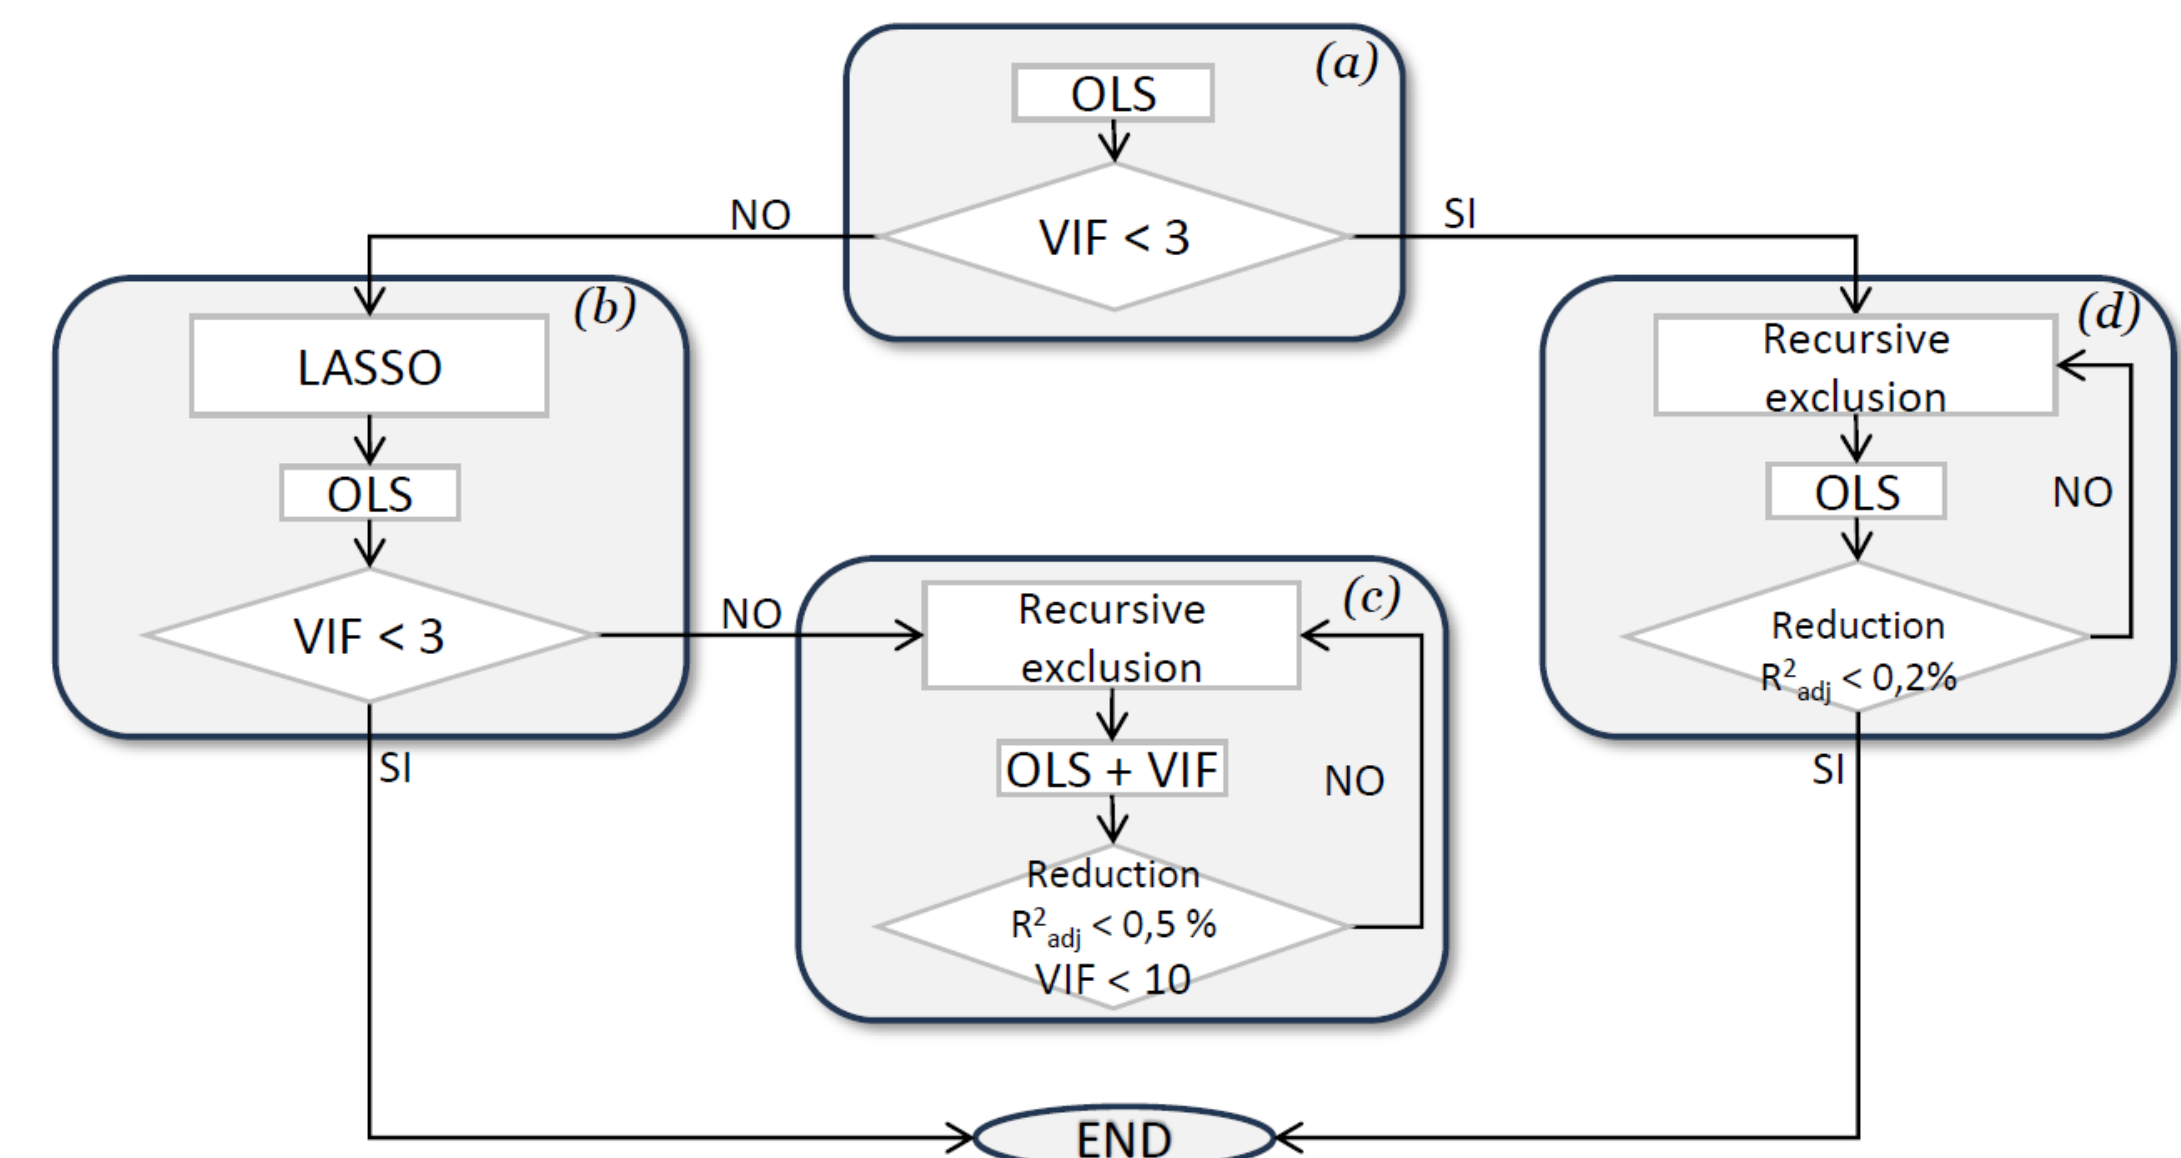 (a)
OLS
VIF < 3
NO
SI
(b)
LASSO
OLS
VIF < 3
NO
SI
(c)
Recursive
exclusion
OLS + VIF
NO
Reduction
R²adj < 0,5 %
VIF < 10
(d)
Recursive
exclusion
OLS
NO
Reduction
R²adj < 0,2%
SI
END